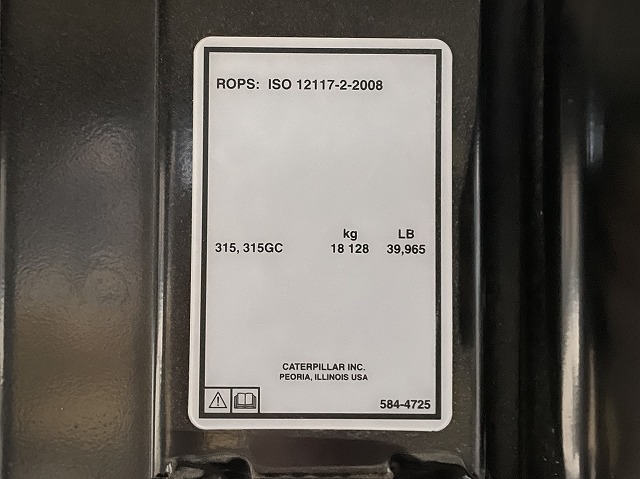 ROPS: ISO 12117-2-2008
kg LB
315, 315GC 18 128 39,965
CATERPILLAR INC.
PEORIA, ILLINOIS USA
584-4725